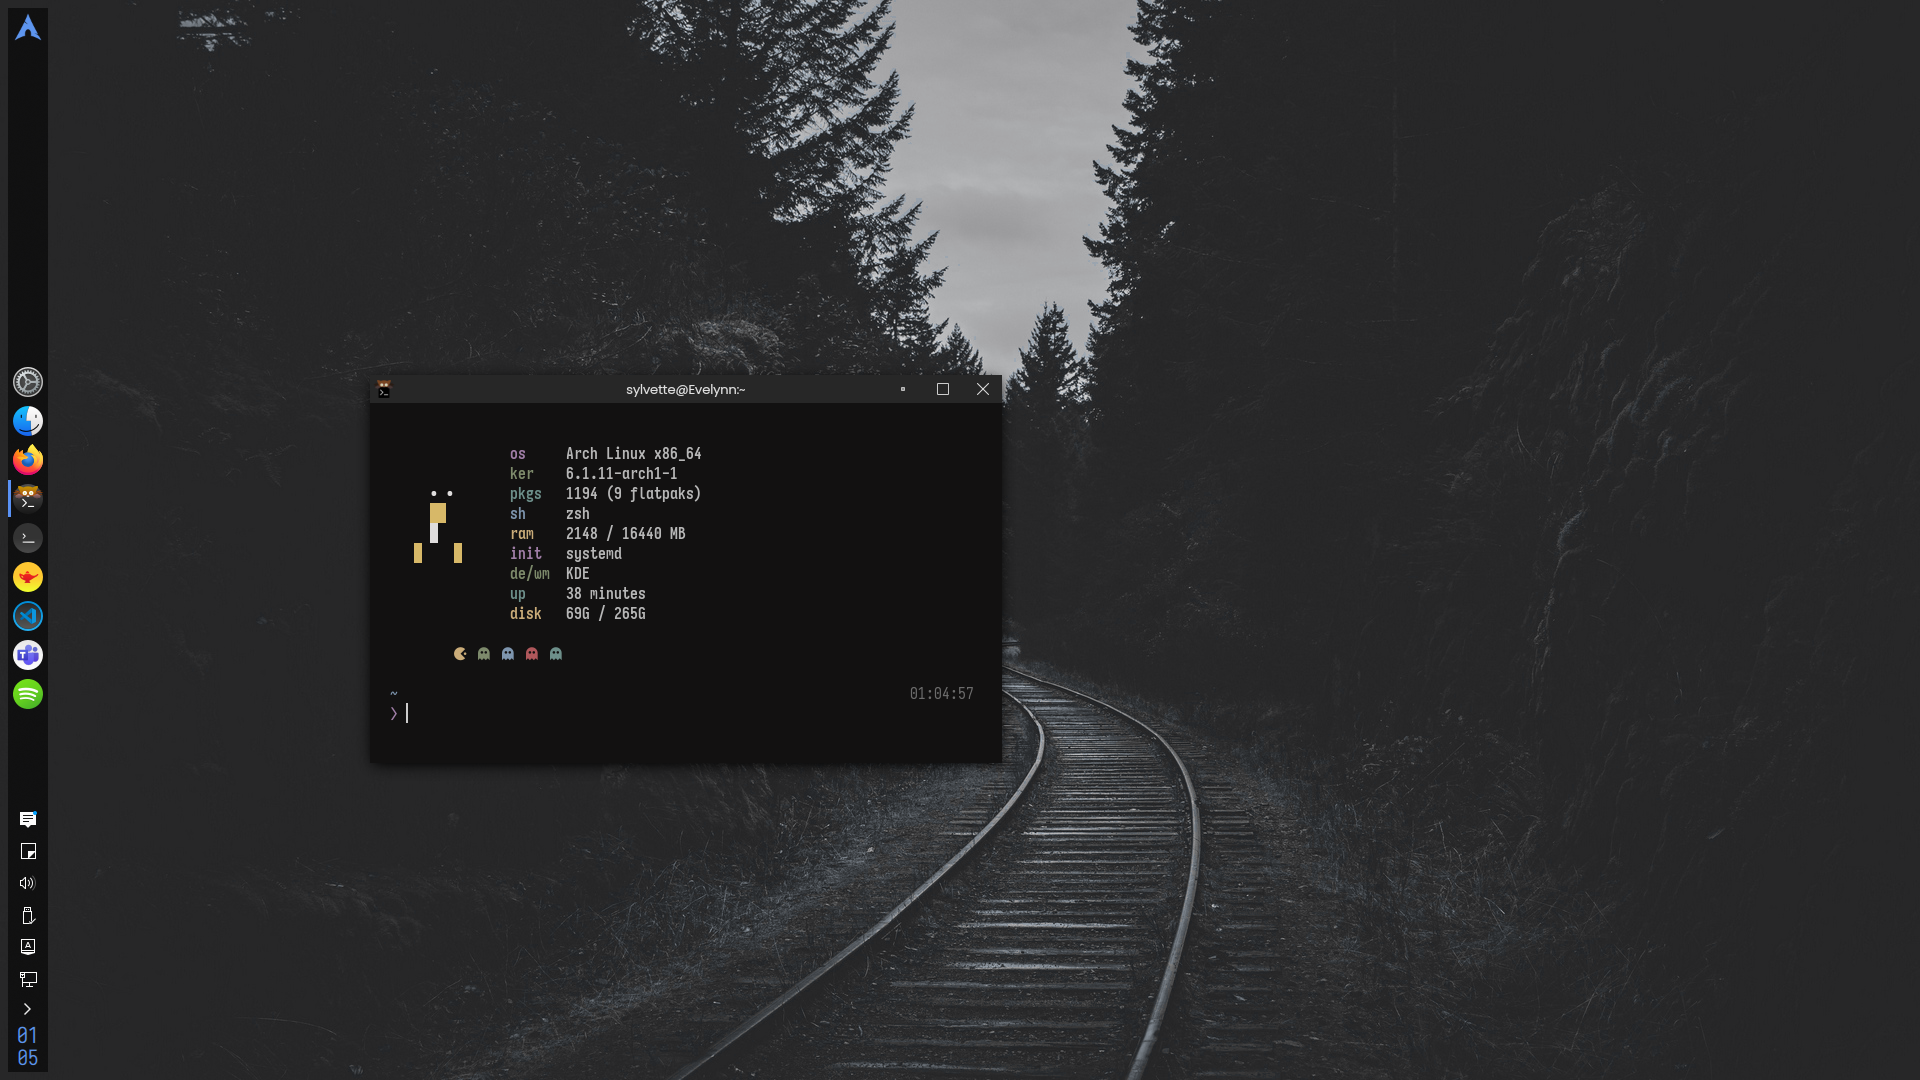 sylvette@Evelynn:~
os Arch Linux x86_64
ker 6.1.11-arch1-1
pkgs 1194 (9 flatpaks)
sh zsh
ram 2148 / 16440 MB
init systemd
de/wm KDE
up 38 minutes
disk 69G / 265G
~ 01:04:57
❯
01
05